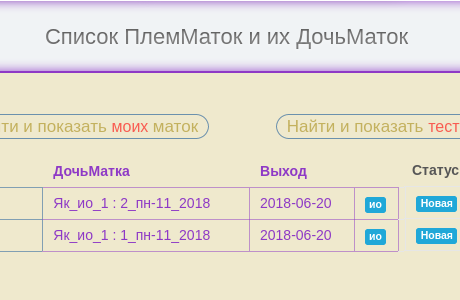 Список ПлемМаток и их ДочьМаток
ти и показать моих маток
Найти и показать тест
ДочьМатка Выход Статус
Як_ио_1 : 2_пн-11_2018 2018-06-20 ио Новая
Як_ио_1 : 1_пн-11_2018 2018-06-20 ио Новая